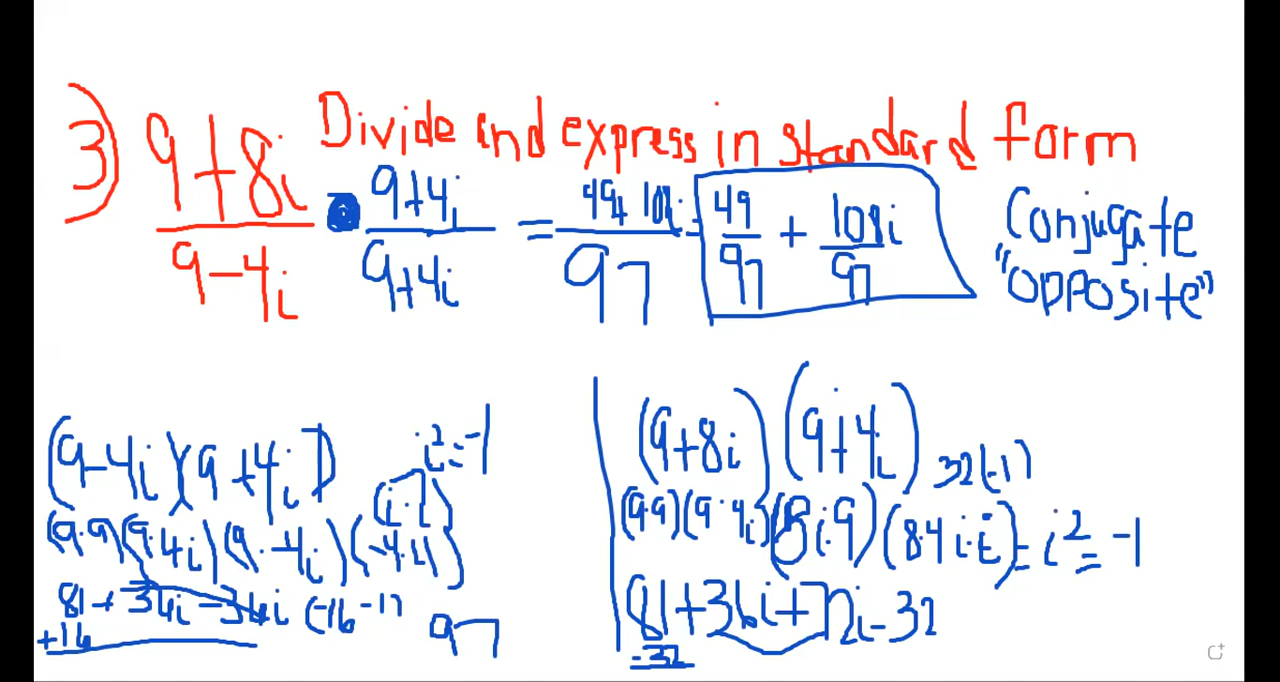 3) 9+8i / 9-4i Divide and express in standard form
• 9+4i / 9+4i = 49+108i / 97 = 49/97 + 108i/97
Conjugate
"opposite"
(9-4i)(9+4i) i²=-1
(9·9)(9·4i)(9·-4i)(-4·4)(i·i)
81+36i-36i(-16·-1)
+16
97
(9+8i)(9+4i) 32(-1)
(9·9)(9·4i)(8i·9)(8·4i·i)=i²=-1
81+36i+72i-32
-32